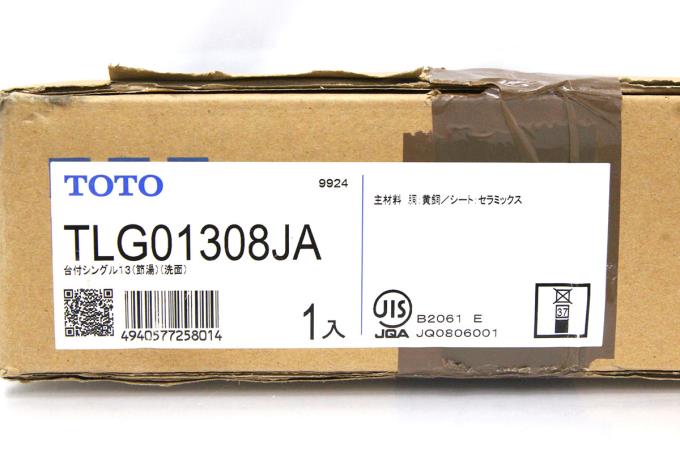 TOTO
9924
TLG01308JA
台付シングル13(節湯)(洗面)
4940577258014
1入
主材料 胴:黄銅/シート:セラミックス
JIS
JQA
B2061 E
JQ0806001
37